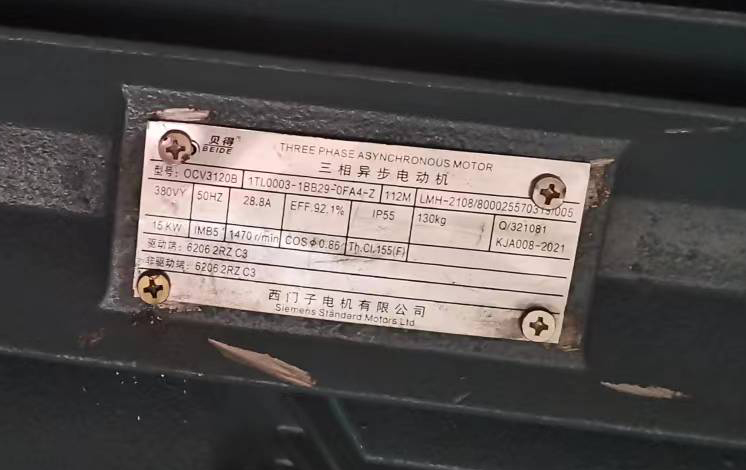 贝得
BEIDE
THREE PHASE ASYNCHRONOUS MOTOR
三相异步电动机
型号: OCV3120B 1TL0003-1BB29-0FA4-Z 112M LMH-2108/
380VY 50HZ 28.8A EFF.92.1% IP55 130kg Q/321081
KJA008-2021
15 KW IMB5 1470 r/min COSΦ0.86 Th.Cl.155(F)
驱动端: 6206 2RZ C3
非驱动端: 6206 2RZ C3
西门子电机有限公司
Siemens Standard Motors Ltd.